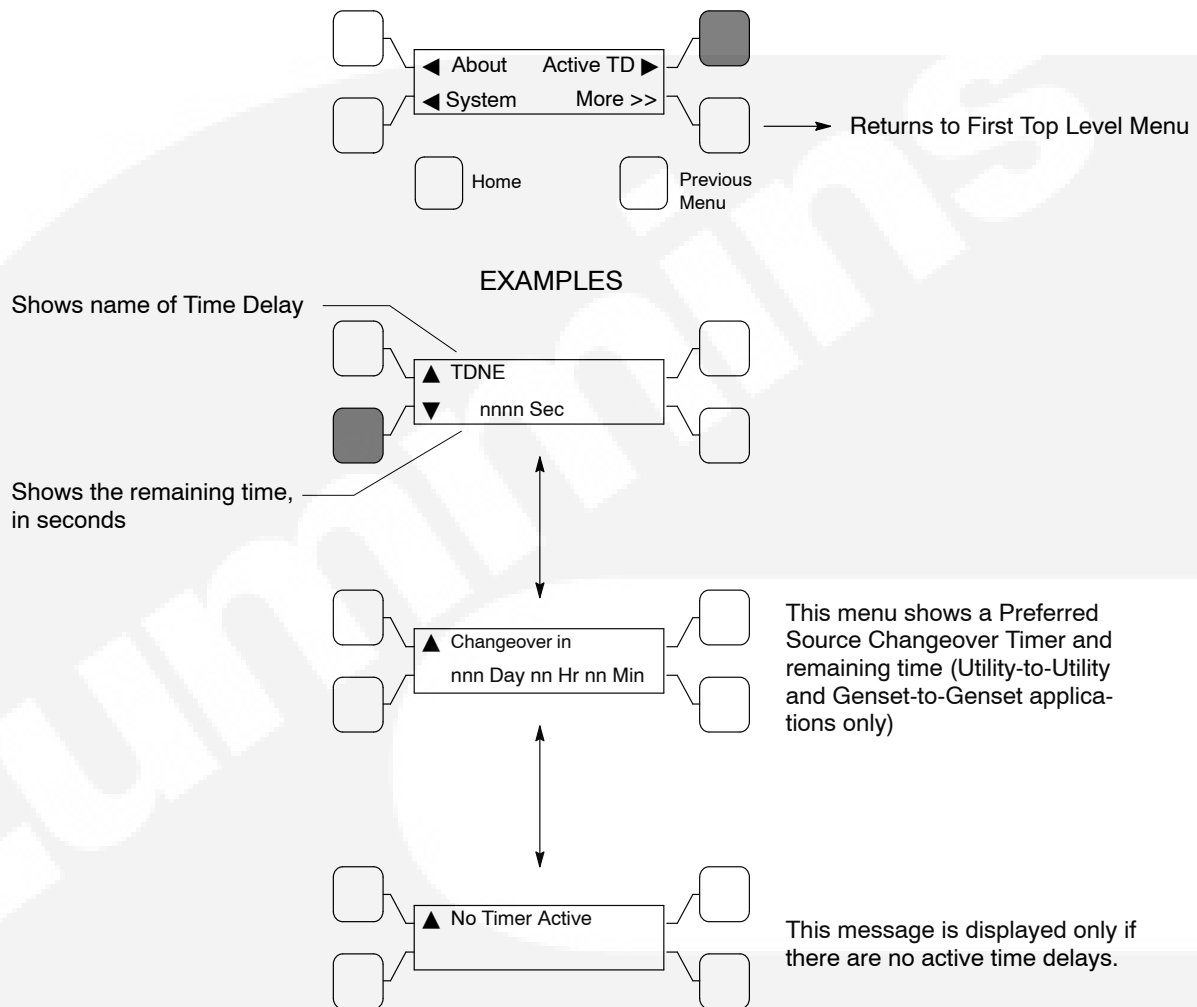 ◀ About Active TD ▶
◀ System More >>
Returns to First Top Level Menu
Home
Previous
Menu
EXAMPLES
Shows name of Time Delay
▲ TDNE
▼ nnnn Sec
Shows the remaining time,
in seconds
▲ Changeover in
nnn Day nn Hr nn Min
This menu shows a Preferred
Source Changeover Timer and
remaining time (Utility-to-Utility
and Genset-to-Genset applica-
tions only)
▲ No Timer Active
This message is displayed only if
there are no active time delays.
Cummins